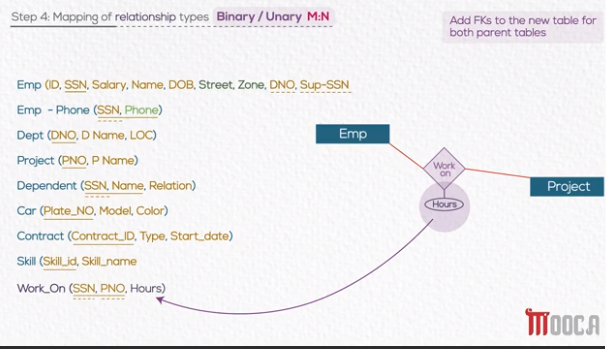 Step 4: Mapping of relationship types Binary / Unary M:N
Add FKs to the new table for
both parent tables
Emp (ID, SSN, Salary, Name, DOB, Street, Zone, DNO, Sup-SSN
Emp - Phone (SSN, Phone)
Dept (DNO, D Name, LOC)
Project (PNO, P Name)
Dependent (SSN, Name, Relation)
Car (Plate_NO, Model, Color)
Contract (Contract_ID, Type, Start_date)
Skill (Skill_id, Skill_name
Work_On (SSN, PNO, Hours)
Emp
Work
on
Project
Hours
MOOCA